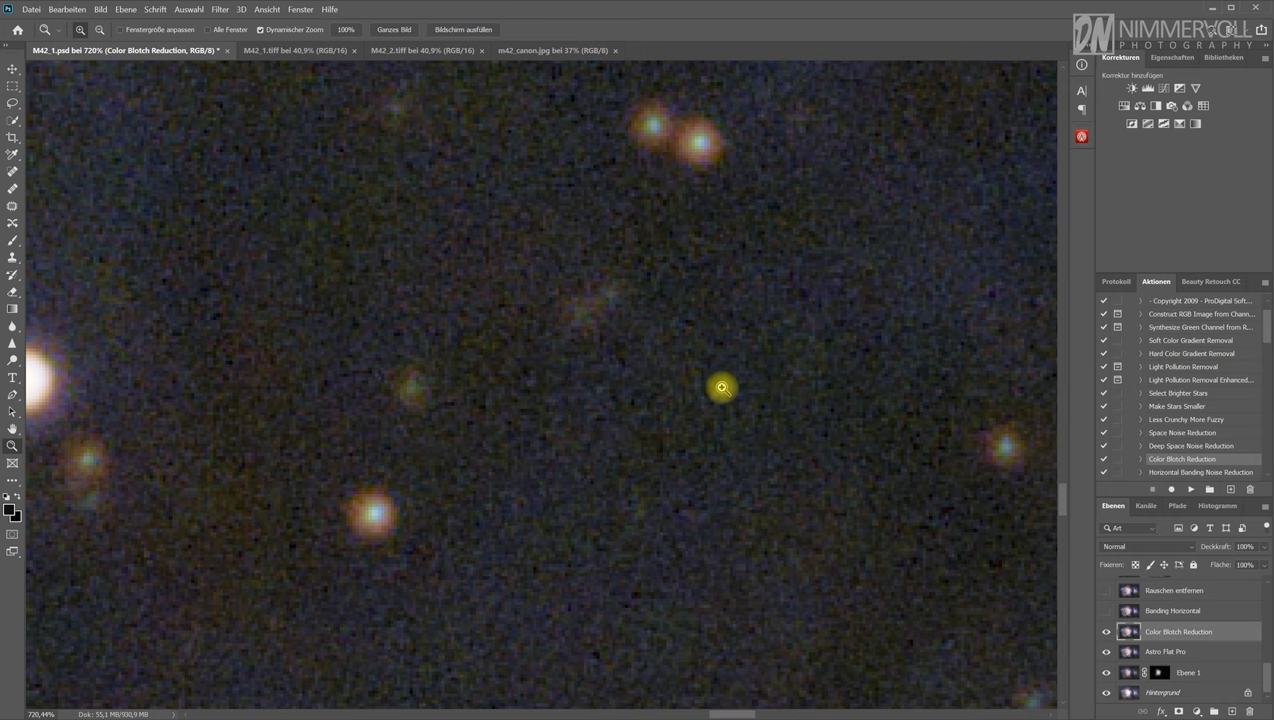 Datei Bearbeiten Bild Ebene Schrift Auswahl Filter 3D Ansicht Fenster Hilfe
DN NIMMERVOLL
PHOTOGRAPHY
Fenstergröße anpassen Alle Fenster Dynamischer Zoom 100% Ganzes Bild Bildschirm ausfüllen
M42_1.psd bei 720% (Color Blotch Reduction, RGB/8) * × M42_1.tiff bei 40,9% (RGB/16) × M42_2.tiff bei 40,9% (RGB/16) × m42_canon.jpg bei 37% (RGB/8) ×
Korrekturen Eigenschaften Bibliotheken
Korrektur hinzufügen
Protokoll Aktionen Beauty Retouch CC
- Copyright 2009 - ProDigital Soft...
Construct RGB Image from Chann...
Synthesize Green Channel from R...
Soft Color Gradient Removal
Hard Color Gradient Removal
Light Pollution Removal
Light Pollution Removal Enhanced...
Select Brighter Stars
Make Stars Smaller
Less Crunchy More Fuzzy
Space Noise Reduction
Deep Space Noise Reduction
Color Blotch Reduction
Horizontal Banding Noise Reduction
Ebenen Kanäle Pfade Histogramm
Art
Normal Deckkraft: 100%
Fixieren: Fläche: 100%
Rauschen entfernen
Banding Horizontal
Color Blotch Reduction
Astro Flat Pro
Ebene 1
Hintergrund
720,44% Dok: 55,1 MB/930,9 MB